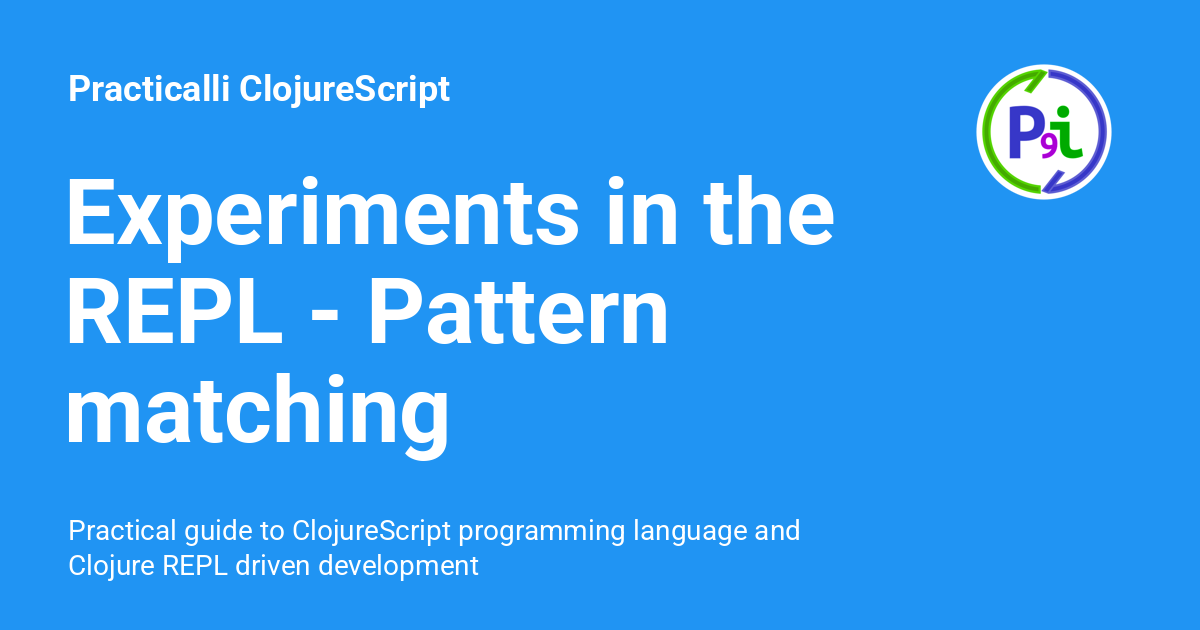 Practicalli ClojureScript
P9i
Experiments in the
REPL - Pattern
matching
Practical guide to ClojureScript programming language and
Clojure REPL driven development